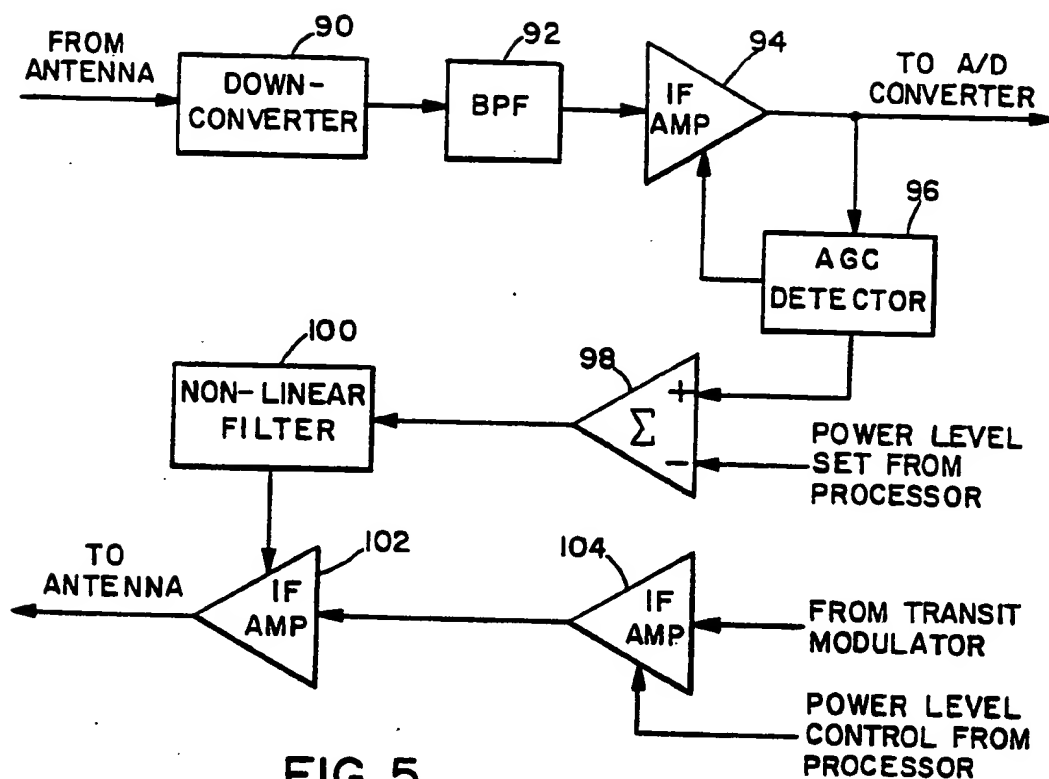 FROM
ANTENNA
90
DOWN-
CONVERTER
92
BPF
94
IF
AMP
TO A/D
CONVERTER
96
AGC
DETECTOR
100
NON-LINEAR
FILTER
98
Σ
+
-
POWER LEVEL
SET FROM
PROCESSOR
TO
ANTENNA
102
IF
AMP
104
IF
AMP
FROM TRANSIT
MODULATOR
POWER LEVEL
CONTROL FROM
PROCESSOR
FIG. 5